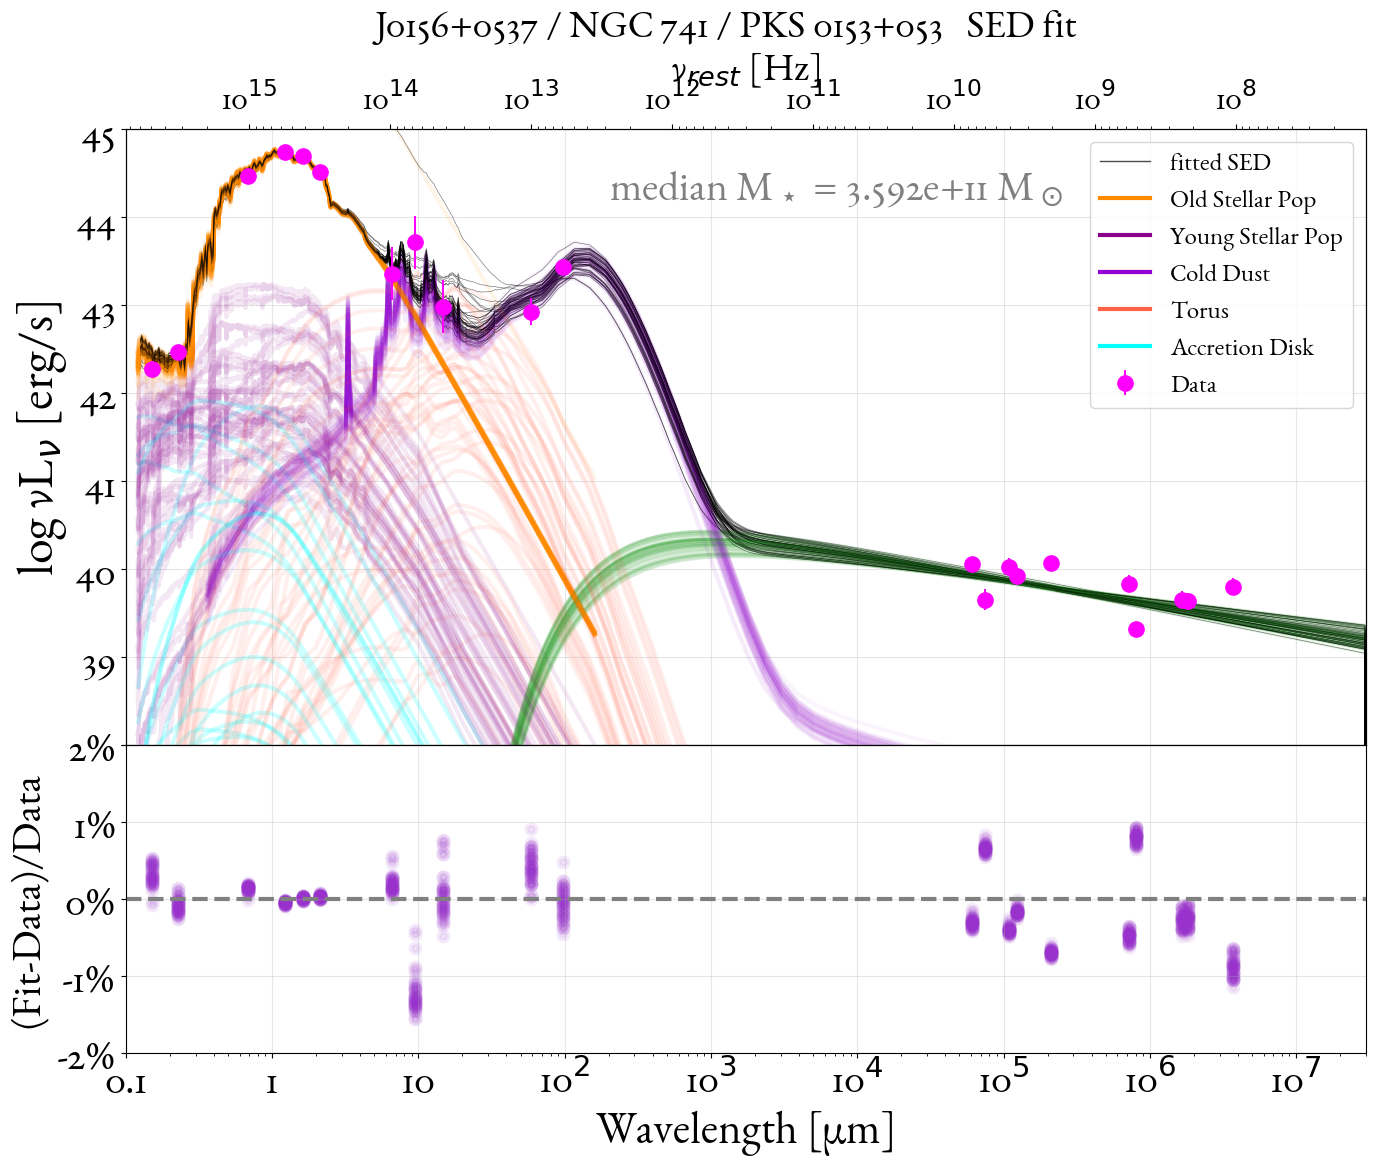 J0156+0537 / NGC 741 / PKS 0153+053 SED fit
νrest [Hz]
10^15 10^14 10^13 10^12 10^11 10^10 10^9 10^8
45
44
43
42
41
40
39
log νLν [erg/s]
median M⋆ = 3.592e+11 M⊙
fitted SED
Old Stellar Pop
Young Stellar Pop
Cold Dust
Torus
Accretion Disk
Data
2%
1%
0%
-1%
-2%
(Fit-Data)/Data
0.1 1 10 10^2 10^3 10^4 10^5 10^6 10^7
Wavelength [μm]